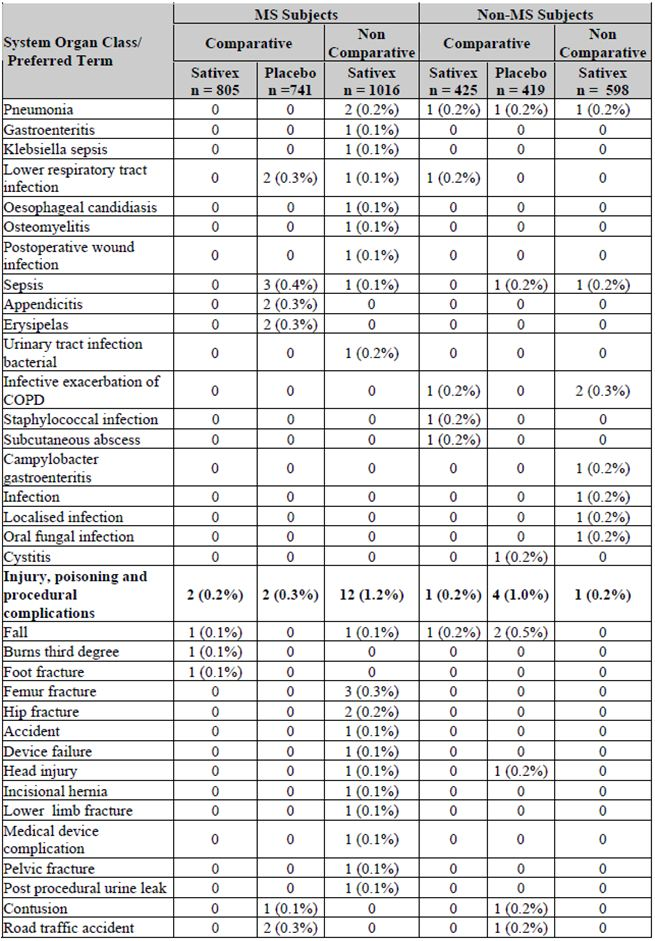 System Organ Class/ Preferred Term | MS Subjects | Non-MS Subjects
Comparative | Non Comparative | Comparative | Non Comparative
Sativex n = 805 | Placebo n =741 | Sativex n = 1016 | Sativex n = 425 | Placebo n = 419 | Sativex n = 598
Pneumonia | 0 | 0 | 2 (0.2%) | 1 (0.2%) | 1 (0.2%) | 1 (0.2%)
Gastroenteritis | 0 | 0 | 1 (0.1%) | 0 | 0 | 0
Klebsiella sepsis | 0 | 0 | 1 (0.1%) | 0 | 0 | 0
Lower respiratory tract infection | 0 | 2 (0.3%) | 1 (0.1%) | 1 (0.2%) | 0 | 0
Oesophageal candidiasis | 0 | 0 | 1 (0.1%) | 0 | 0 | 0
Osteomyelitis | 0 | 0 | 1 (0.1%) | 0 | 0 | 0
Postoperative wound infection | 0 | 0 | 1 (0.1%) | 0 | 0 | 0
Sepsis | 0 | 3 (0.4%) | 1 (0.1%) | 0 | 1 (0.2%) | 1 (0.2%)
Appendicitis | 0 | 2 (0.3%) | 0 | 0 | 0 | 0
Erysipelas | 0 | 2 (0.3%) | 0 | 0 | 0 | 0
Urinary tract infection bacterial | 0 | 0 | 1 (0.2%) | 0 | 0 | 0
Infective exacerbation of COPD | 0 | 0 | 0 | 1 (0.2%) | 0 | 2 (0.3%)
Staphylococcal infection | 0 | 0 | 0 | 1 (0.2%) | 0 | 0
Subcutaneous abscess | 0 | 0 | 0 | 1 (0.2%) | 0 | 0
Campylobacter gastroenteritis | 0 | 0 | 0 | 0 | 0 | 1 (0.2%)
Infection | 0 | 0 | 0 | 0 | 0 | 1 (0.2%)
Localised infection | 0 | 0 | 0 | 0 | 0 | 1 (0.2%)
Oral fungal infection | 0 | 0 | 0 | 0 | 0 | 1 (0.2%)
Cystitis | 0 | 0 | 0 | 0 | 1 (0.2%) | 0
Injury, poisoning and procedural complications | 2 (0.2%) | 2 (0.3%) | 12 (1.2%) | 1 (0.2%) | 4 (1.0%) | 1 (0.2%)
Fall | 1 (0.1%) | 0 | 1 (0.1%) | 1 (0.2%) | 2 (0.5%) | 0
Burns third degree | 1 (0.1%) | 0 | 0 | 0 | 0 | 0
Foot fracture | 1 (0.1%) | 0 | 0 | 0 | 0 | 0
Femur fracture | 0 | 0 | 3 (0.3%) | 0 | 0 | 0
Hip fracture | 0 | 0 | 2 (0.2%) | 0 | 0 | 0
Accident | 0 | 0 | 1 (0.1%) | 0 | 0 | 0
Device failure | 0 | 0 | 1 (0.1%) | 0 | 0 | 0
Head injury | 0 | 0 | 1 (0.1%) | 0 | 1 (0.2%) | 0
Incisional hernia | 0 | 0 | 1 (0.1%) | 0 | 0 | 0
Lower limb fracture | 0 | 0 | 1 (0.1%) | 0 | 0 | 0
Medical device complication | 0 | 0 | 1 (0.1%) | 0 | 0 | 0
Pelvic fracture | 0 | 0 | 1 (0.1%) | 0 | 0 | 0
Post procedural urine leak | 0 | 0 | 1 (0.1%) | 0 | 0 | 0
Contusion | 0 | 1 (0.1%) | 0 | 0 | 1 (0.2%) | 0
Road traffic accident | 0 | 2 (0.3%) | 0 | 0 | 1 (0.2%) | 0